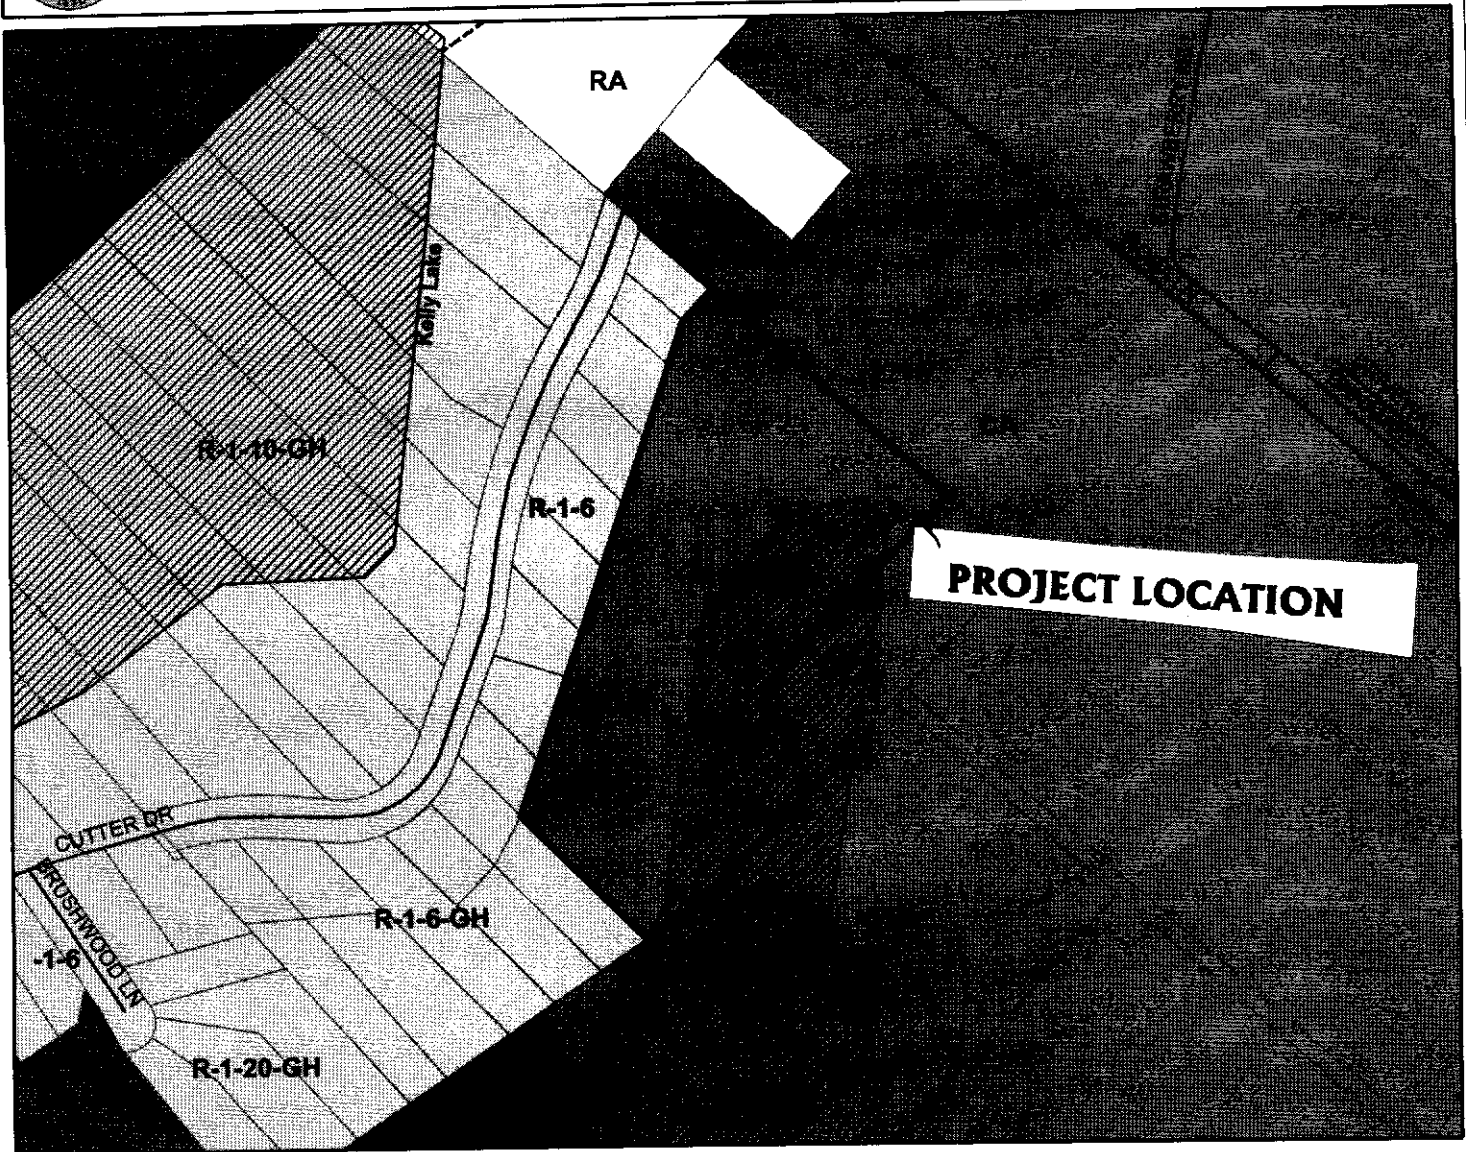 RA
Kelly Lake
R-1-10-GH
R-1-6
CA
PROJECT LOCATION
CUTTER DR
BRUSHWOOD LN
R-1-6-GH
-1-6
R-1-20-GH